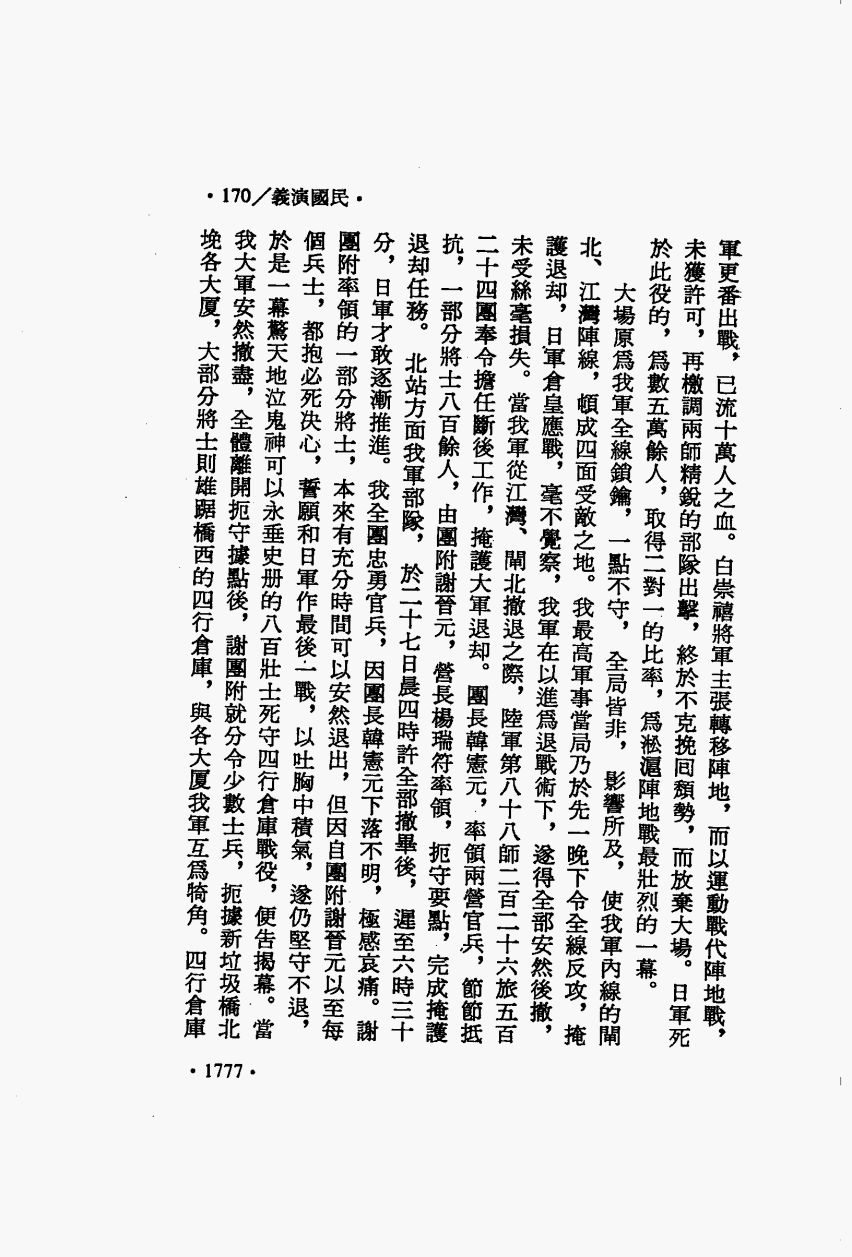 ・170／義演國民・
軍更番出戰，已流十萬人之血。白崇禧將軍主張轉移陣地，而以運動戰代陣地戰，
未獲許可，再檄調兩師精銳的部隊出擊，終於不克挽回頹勢，而放棄大場。日軍死
於此役的，爲數五萬餘人，取得二對一的比率，爲淞滬陣地戰最壯烈的一幕。
大場原爲我軍全線鎖鑰，一點不守，全局皆非，影響所及，使我軍內線的閘
北、江灣陣線，頓成四面受敵之地。我最高軍事當局乃於先一晚下令全線反攻，掩
護退却，日軍倉皇應戰，毫不覺察，我軍在以進爲退戰術下，遂得全部安然後撤，
未受絲毫損失。當我軍從江灣、閘北撤退之際，陸軍第八十八師二百二十六旅五百
二十四團奉令擔任斷後工作，掩護大軍退却。團長韓憲元，率領兩營官兵，節節抵
抗，一部分將士八百餘人，由團附謝晉元，營長楊瑞符率領，扼守要點，完成掩護
退却任務。北站方面我軍部隊，於二十七日晨四時許全部撤畢後，遲至六時三十
分，日軍才敢逐漸推進。我全團忠勇官兵，因團長韓憲元下落不明，極感哀痛。謝
團附率領的一部分將士，本來有充分時間可以安然退出，但因自團附謝晉元以至每
個兵士，都抱必死决心，誓願和日軍作最後一戰，以吐胸中積氣，遂仍堅守不退，
於是一幕驚天地泣鬼神可以永垂史册的八百壯士死守四行倉庫戰役，便告揭幕。當
我大軍安然撤盡，全體離開扼守據點後，謝團附就分令少數士兵，扼據新垃圾橋北
堍各大厦，大部分將士則雄踞橋西的四行倉庫，與各大厦我軍互爲犄角。四行倉庫
・1777・